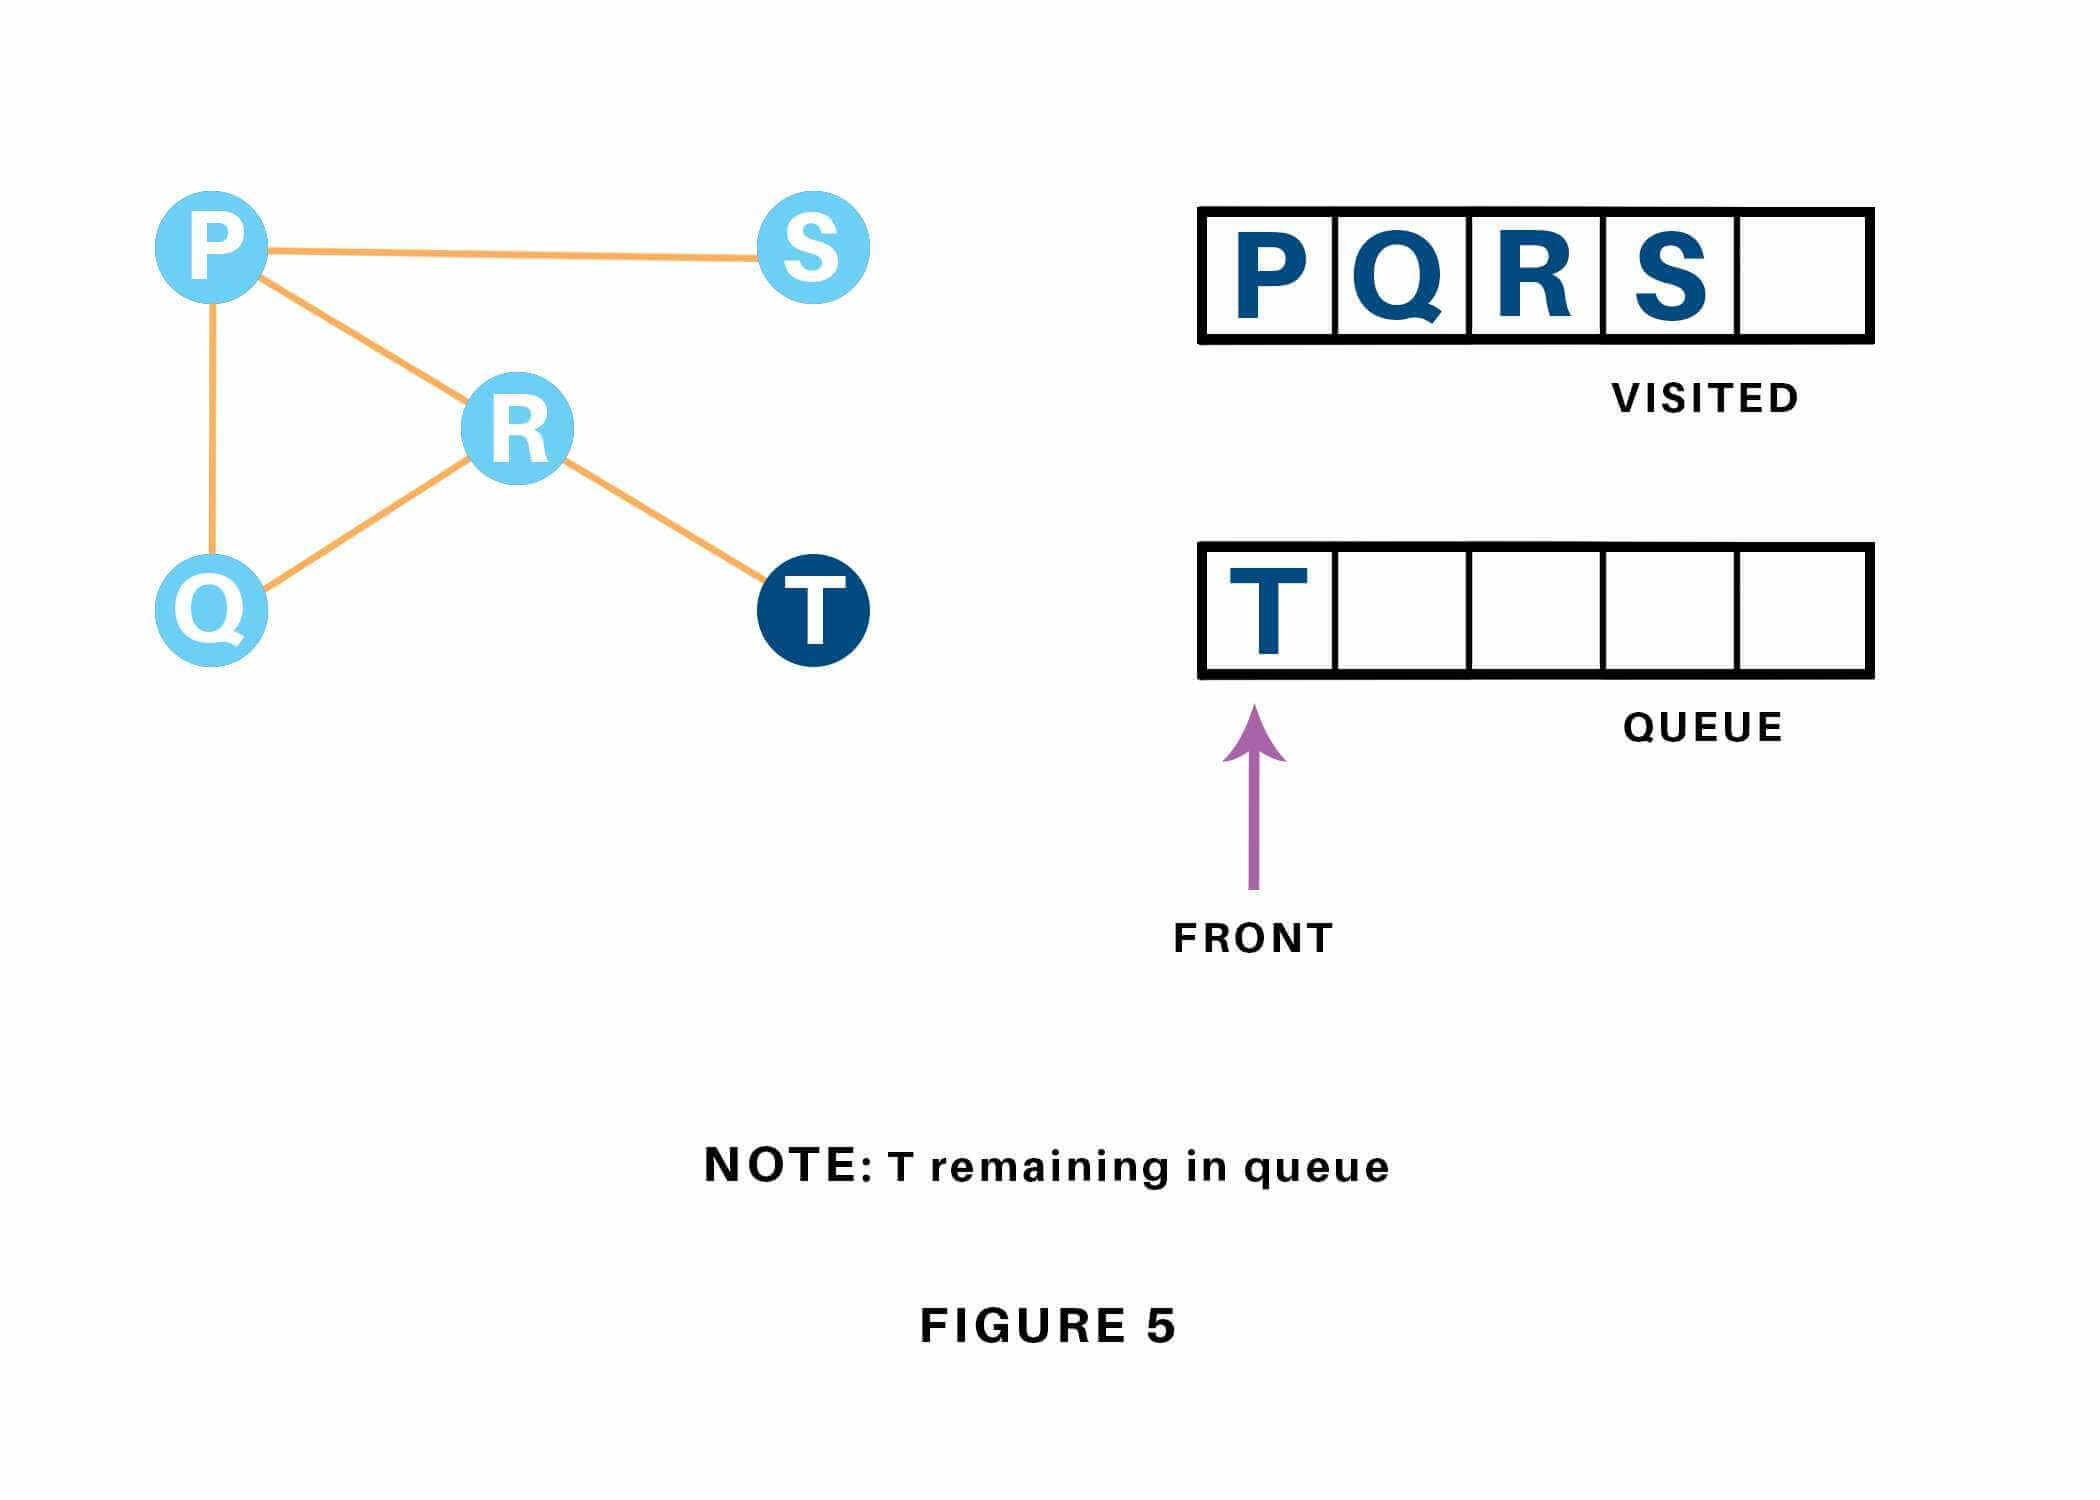 P
S
R
Q
T
P Q R S
VISITED
T
QUEUE
FRONT
NOTE: T remaining in queue
FIGURE 5